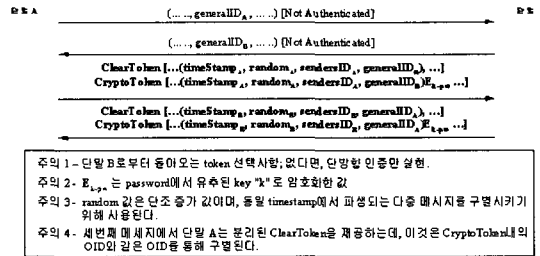 단말 A
단말
(... .., generalID_A, ... ..) [Not Authenticated]
(... .., generalID_B, ... ..) [Not Authenticated]
ClearToken [...(timeStamp_A, random_A, sendersID_A, generalID_B), ...]
CryptoToken [...(timeStamp_A, random_A, sendersID_A, generalID_B)E_k-pw ...]
ClearToken [...(timeStamp_B, random_B, sendersID_B, generalID_A), ...]
CryptoToken [...(timeStamp_B, random_B, sendersID_B, generalID_A)E_k-pw ...]
주의 1 - 단말 B로부터 돌아오는 token 선택사항; 없다면, 단방향 인증만 실현.
주의 2- E_k-pw 는 password에서 유추된 key "k" 로 암호화한 값
주의 3- random 값은 단조 증가 값이며, 동일 timestamp에서 파생되는 다중 메시지를 구별시키기
위해 사용된다.
주의 4 - 세번째 메세지에서 단말 A는 분리된 ClearToken을 제공하는데, 이것은 CryptoToken내의
OID와 같은 OID를 통해 구별된다.